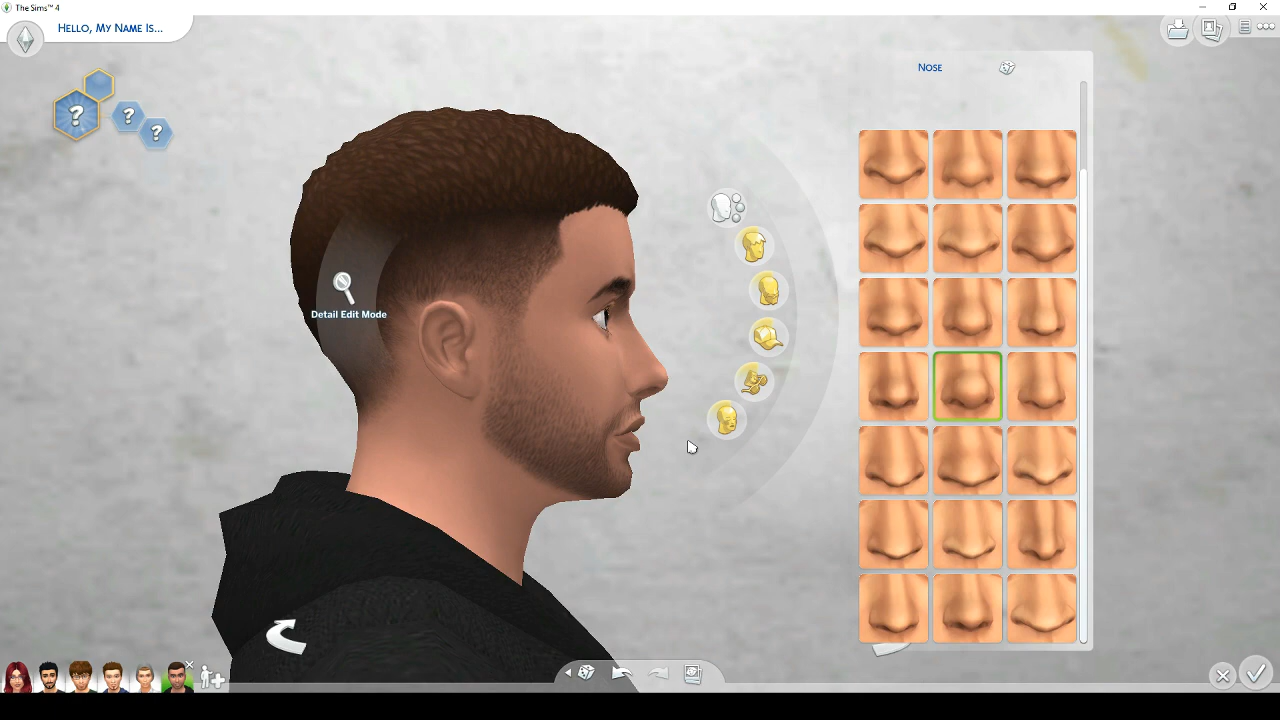 The Sims™ 4
Hello, My Name Is...
Nose
?
?
?
Detail Edit Mode